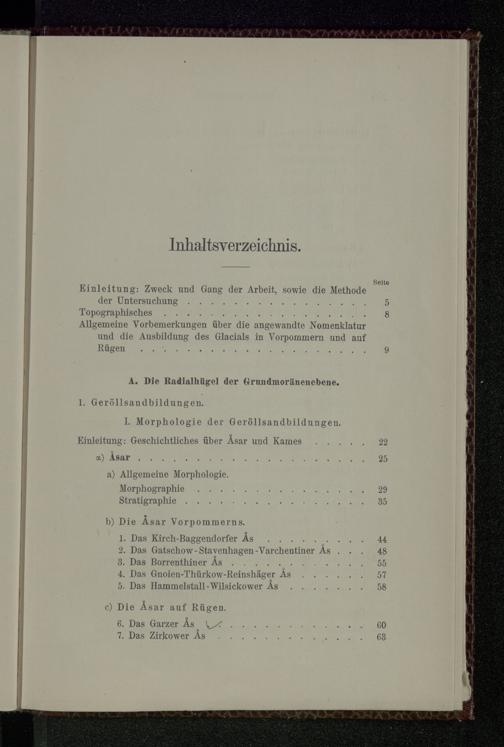 Inhaltsverzeichnis.
Seite
Einleitung: Zweck und Gang der Arbeit, sowie die Methode
der Untersuchung . . . . . . . . . . . . . . . . 5
Topographisches . . . . . . . . . . . . . . . . . . 8
Allgemeine Vorbemerkungen über die angewandte Nomenklatur
und die Ausbildung des Glacials in Vorpommern und auf
Rügen . . . . . . . . . . . . . . . . . . . . 9
A. Die Radialhügel der Grundmoränenebene.
1. Geröllsandbildungen.
I. Morphologie der Geröllsandbildungen.
Einleitung: Geschichtliches über Åsar und Kames . . . . . 22
α) Åsar . . . . . . . . . . . . . . . . . . . . 25
a) Allgemeine Morphologie.
Morphographie . . . . . . . . . . . . . . . 29
Stratigraphie . . . . . . . . . . . . . . . . 35
b) Die Åsar Vorpommerns.
1. Das Kirch-Baggendorfer Ås . . . . . . . . . 44
2. Das Gatschow-Stavenhagen-Varchentiner Ås . . . 48
3. Das Borrenthiner Ås . . . . . . . . . . . . 55
4. Das Gnoien-Thürkow-Reinshäger Ås . . . . . . 57
5. Das Hammelstall-Wilsickower Ås . . . . . . . 58
c) Die Åsar auf Rügen.
6. Das Garzer Ås . . . . . . . . . . . . . . 60
7. Das Zirkower Ås . . . . . . . . . . . . . 63